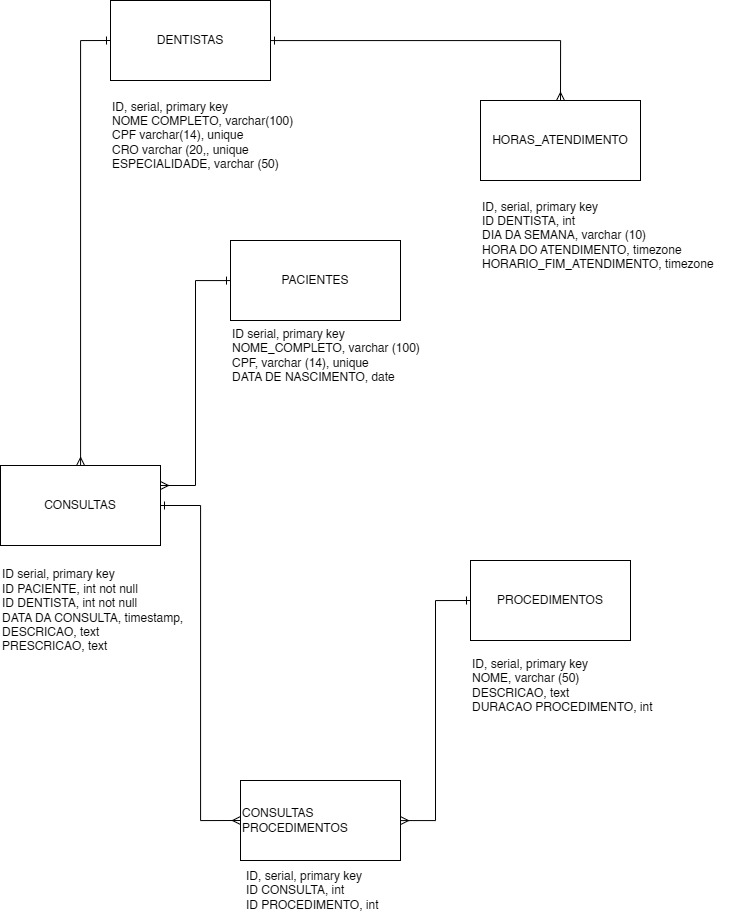 DENTISTAS
ID, serial, primary key
NOME COMPLETO, varchar(100)
CPF varchar(14), unique
CRO varchar (20,, unique
ESPECIALIDADE, varchar (50)
HORAS_ATENDIMENTO
ID, serial, primary key
ID DENTISTA, int
DIA DA SEMANA, varchar (10)
HORA DO ATENDIMENTO, timezone
HORARIO_FIM_ATENDIMENTO, timezone
PACIENTES
ID serial, primary key
NOME_COMPLETO, varchar (100)
CPF, varchar (14), unique
DATA DE NASCIMENTO, date
CONSULTAS
ID serial, primary key
ID PACIENTE, int not null
ID DENTISTA, int not null
DATA DA CONSULTA, timestamp,
DESCRICAO, text
PRESCRICAO, text
PROCEDIMENTOS
ID, serial, primary key
NOME, varchar (50)
DESCRICAO, text
DURACAO PROCEDIMENTO, int
CONSULTAS
PROCEDIMENTOS
ID, serial, primary key
ID CONSULTA, int
ID PROCEDIMENTO, int